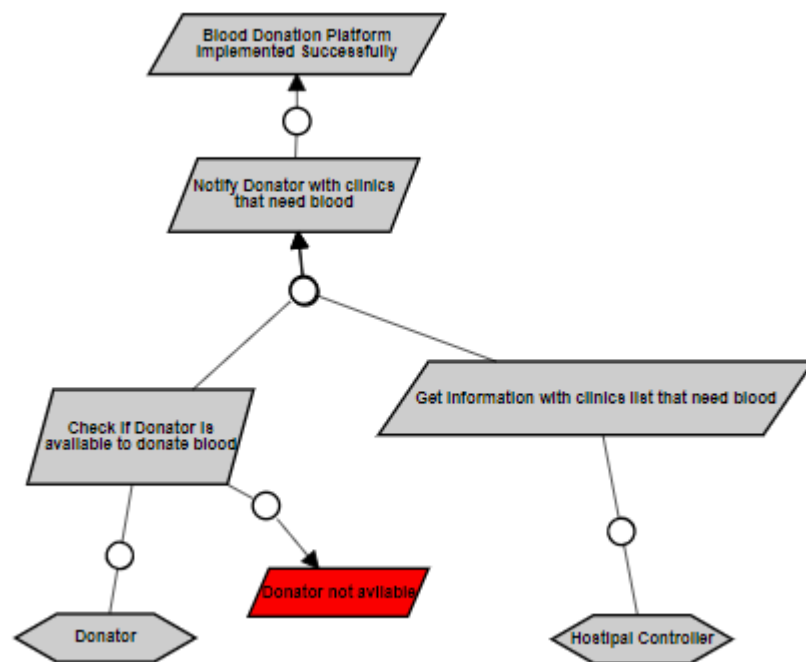 Blood Donation Platform
Implemented Successfully
Notify Donator with clinics
that need blood
Get information with clinics list that need blood
Check if Donator is
available to donate blood
Donator not avilable
Donator
Hostipal Controller